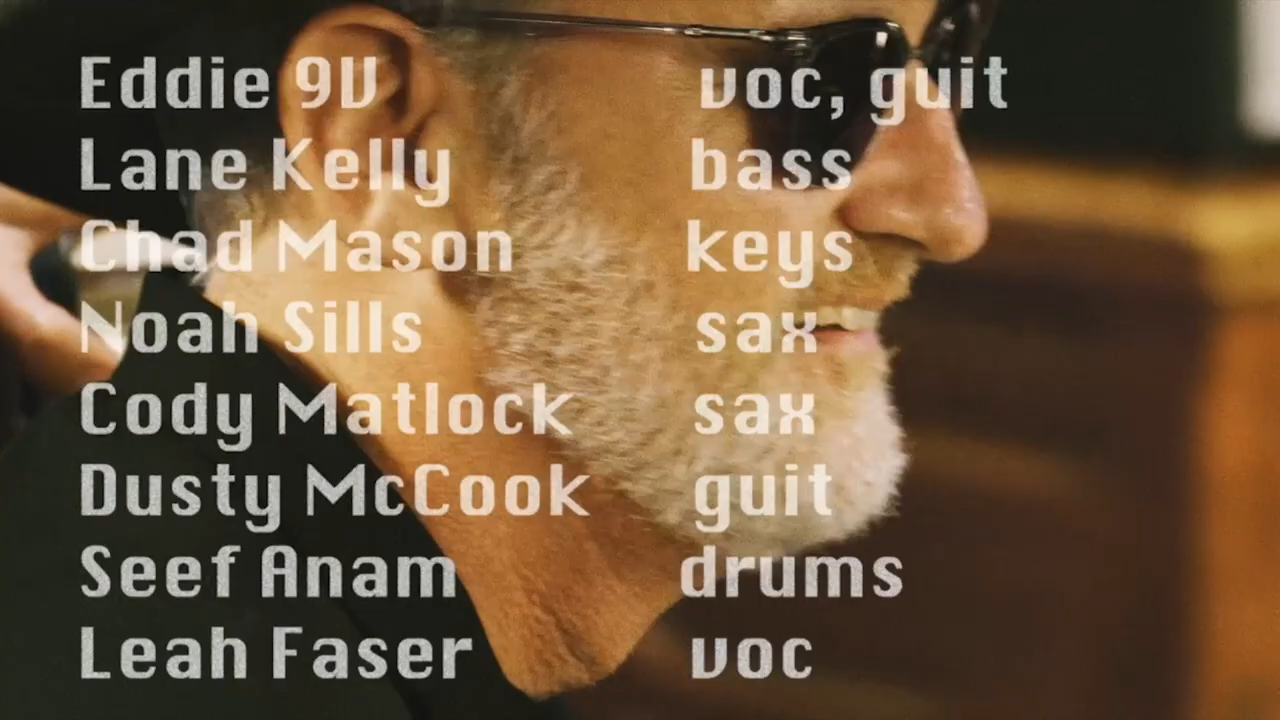 Eddie 9V voc, guit
Lane Kelly bass
Chad Mason keys
Noah Sills sax
Cody Matlock sax
Dusty McCook guit
Seef Anam drums
Leah Faser voc